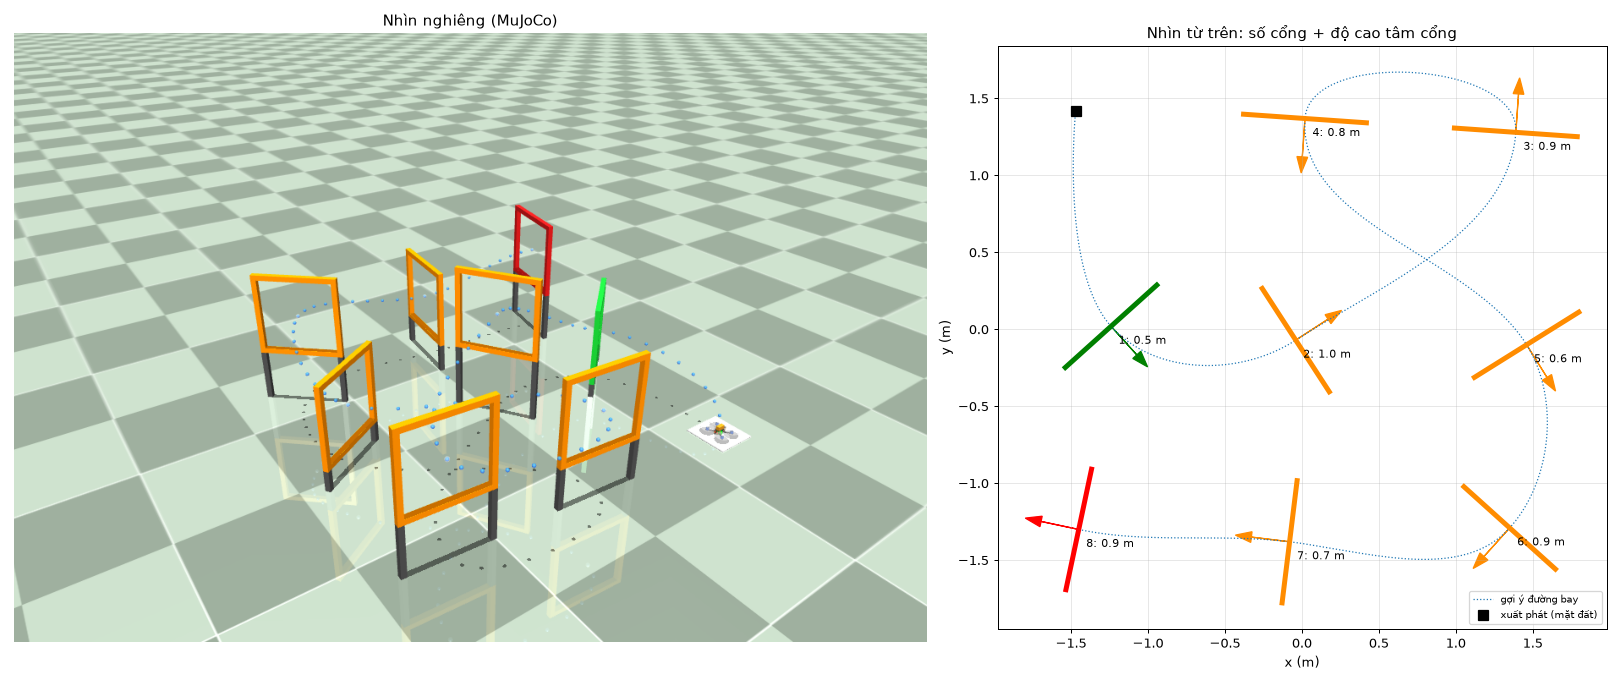 Nhìn nghiêng (MuJoCo)
Nhìn từ trên: số cổng + độ cao tâm cổng
y (m)
1.5
1.0
0.5
0.0
−0.5
−1.0
−1.5
4: 0.8 m
3: 0.9 m
1: 0.5 m
2: 1.0 m
5: 0.6 m
8: 0.9 m
7: 0.7 m
6: 0.9 m
gợi ý đường bay
xuất phát (mặt đất)
−1.5 −1.0 −0.5 0.0 0.5 1.0 1.5
x (m)